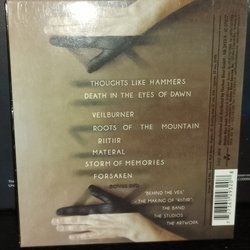 THOUGHTS LIKE HAMMERS
DEATH IN THE EYES OF DAWN
VEILBURNER
ROOTS OF THE MOUNTAIN
RIITIIR
MATERAL
STORM OF MEMORIES
FORSAKEN
BONUS DVD
"BEHIND THE VEIL"
- THE MAKING OF "RIITIIR":
THE BAND
THE STUDIOS
THE ARTWORK